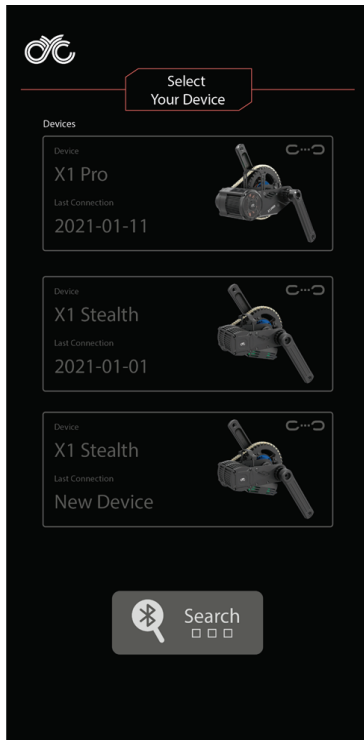 CYC
Select
Your Device
Devices
Device
X1 Pro
Last Connection
2021-01-11
Device
X1 Stealth
Last Connection
2021-01-01
Device
X1 Stealth
Last Connection
New Device
Search